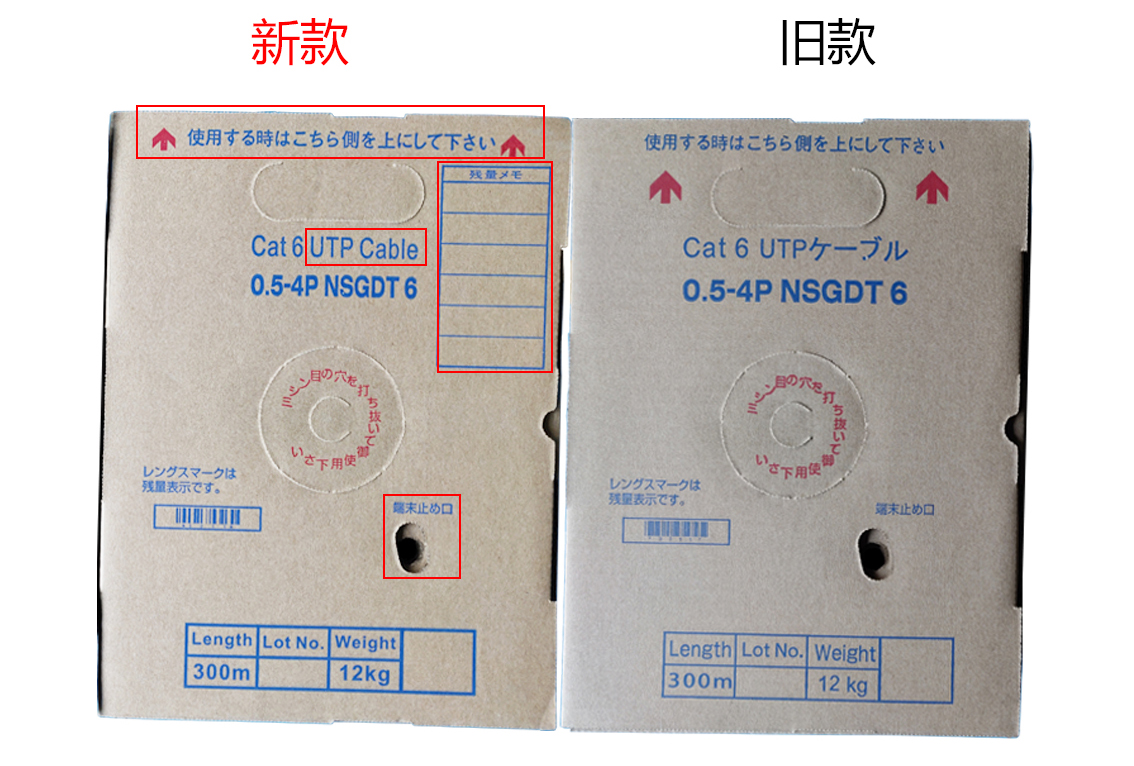 新款
旧款
使用する時はこちら側を上にして下さい
残量メモ
Cat 6 UTP Cable
0.5-4P NSGDT 6
ミシン目の穴を打ち抜いて御使用下さい
レングスマークは
残量表示です。
端末止め口
Length Lot No. Weight
300m 12kg
使用する時はこちら側を上にして下さい
Cat 6 UTPケーブル
0.5-4P NSGDT 6
ミシン目の穴を打ち抜いて御使用下さい
レングスマークは
残量表示です。
端末止め口
Length Lot No. Weight
300m 12 kg